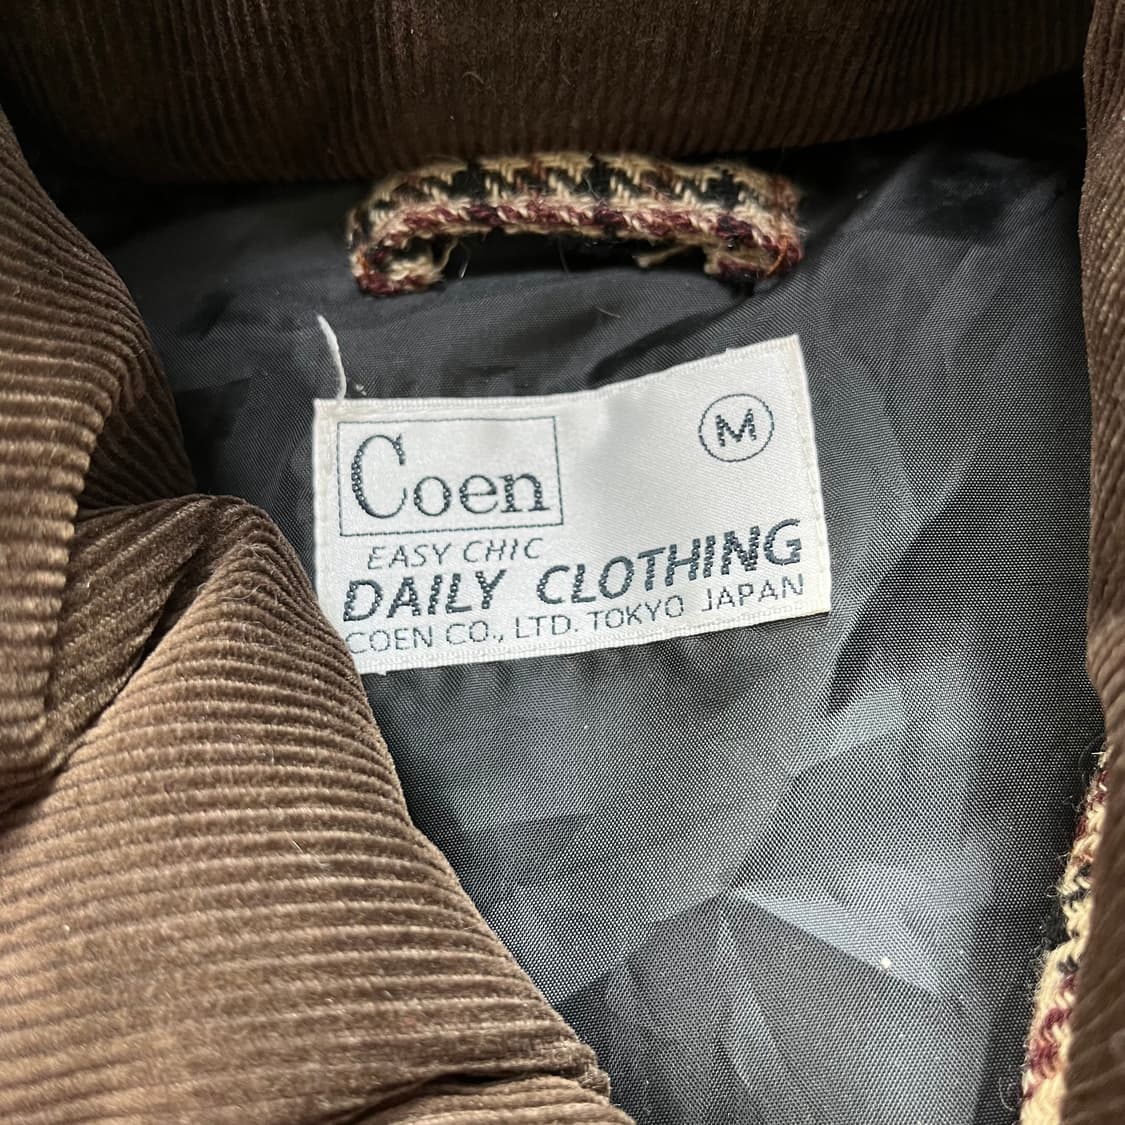 Coen
M
EASY CHIC
DAILY CLOTHING
COEN CO., LTD. TOKYO JAPAN